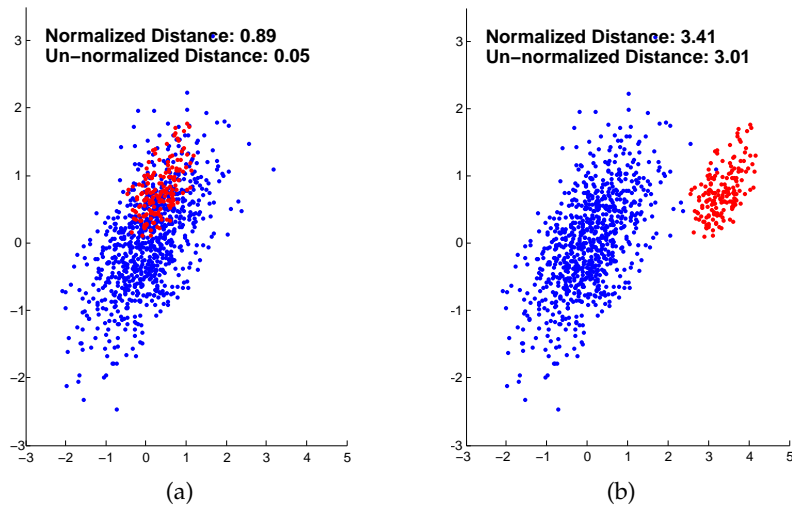 Normalized Distance: 0.89
Un−normalized Distance: 0.05
3
2
1
0
−1
−2
−3
−3 −2 −1 0 1 2 3 4 5
(a)
Normalized Distance: 3.41
Un−normalized Distance: 3.01
3
2
1
0
−1
−2
−3
−3 −2 −1 0 1 2 3 4 5
(b)